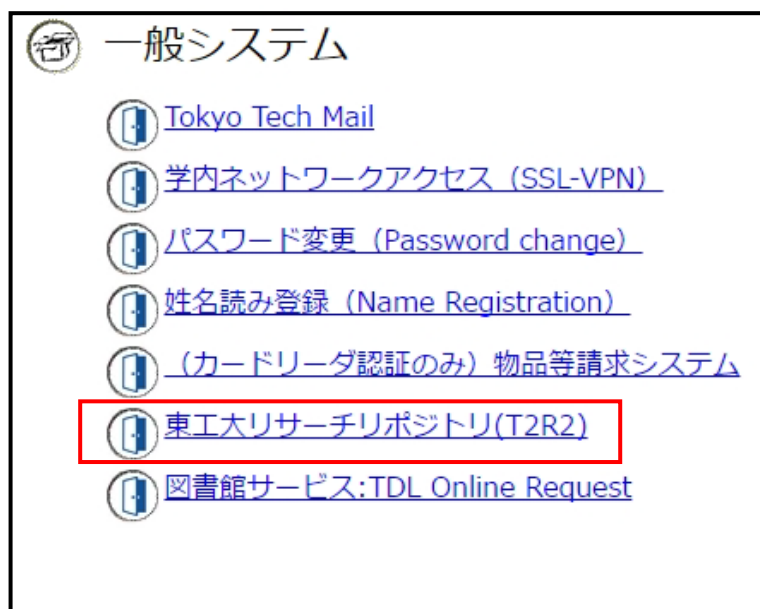 一般システム
Tokyo Tech Mail
学内ネットワークアクセス（SSL-VPN）
パスワード変更（Password change）
姓名読み登録（Name Registration）
（カードリーダ認証のみ）物品等請求システム
東工大リサーチリポジトリ(T2R2)
図書館サービス:TDL Online Request